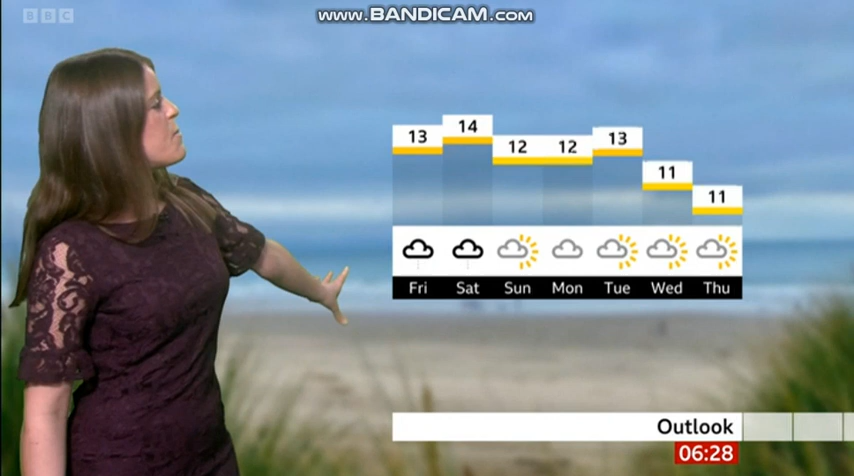 BBC
www.BANDICAM.com
13 14 12 12 13 11 11
Fri Sat Sun Mon Tue Wed Thu
Outlook
06:28